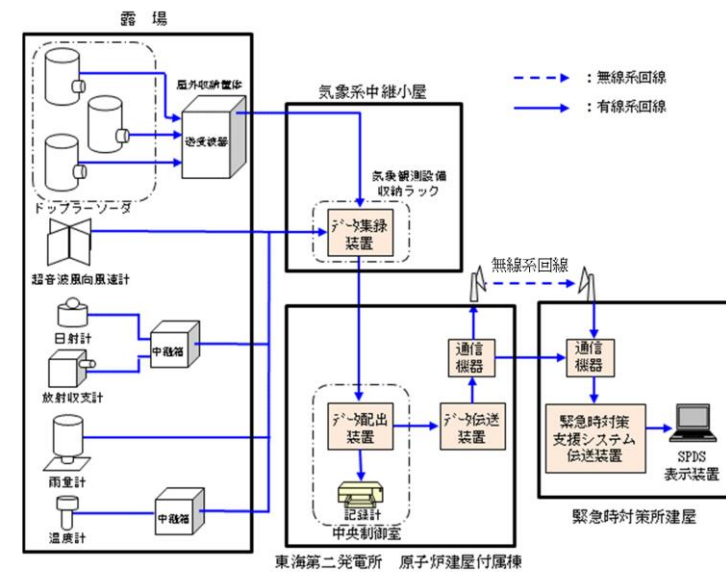 露 場
屋外収納筐体
送受波器
ドップラーソーダ
超音波風向風速計
日射計
中継箱
放射収支計
雨量計
中継箱
温度計
気象系中継小屋
気象観測設備
収納ラック
データ集録
装置
：無線系回線
：有線系回線
無線系回線
通信
機器
データ配出
装置
データ伝送
装置
記録計
中央制御室
東海第二発電所 原子炉建屋付属棟
通信
機器
緊急時対策
支援システム
伝送装置
SPDS
表示装置
緊急時対策所建屋